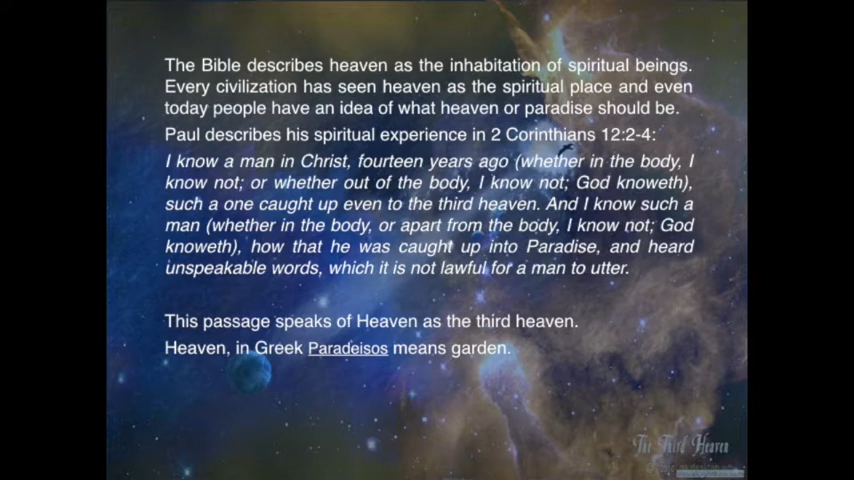 The Bible describes heaven as the inhabitation of spiritual beings.
Every civilization has seen heaven as the spiritual place and even
today people have an idea of what heaven or paradise should be.
Paul describes his spiritual experience in 2 Corinthians 12:2-4:
I know a man in Christ, fourteen years ago (whether in the body, I
know not; or whether out of the body, I know not; God knoweth),
such a one caught up even to the third heaven. And I know such a
man (whether in the body, or apart from the body, I know not; God
knoweth), how that he was caught up into Paradise, and heard
unspeakable words, which it is not lawful for a man to utter.
This passage speaks of Heaven as the third heaven.
Heaven, in Greek Paradeisos means garden.
The Third Heaven